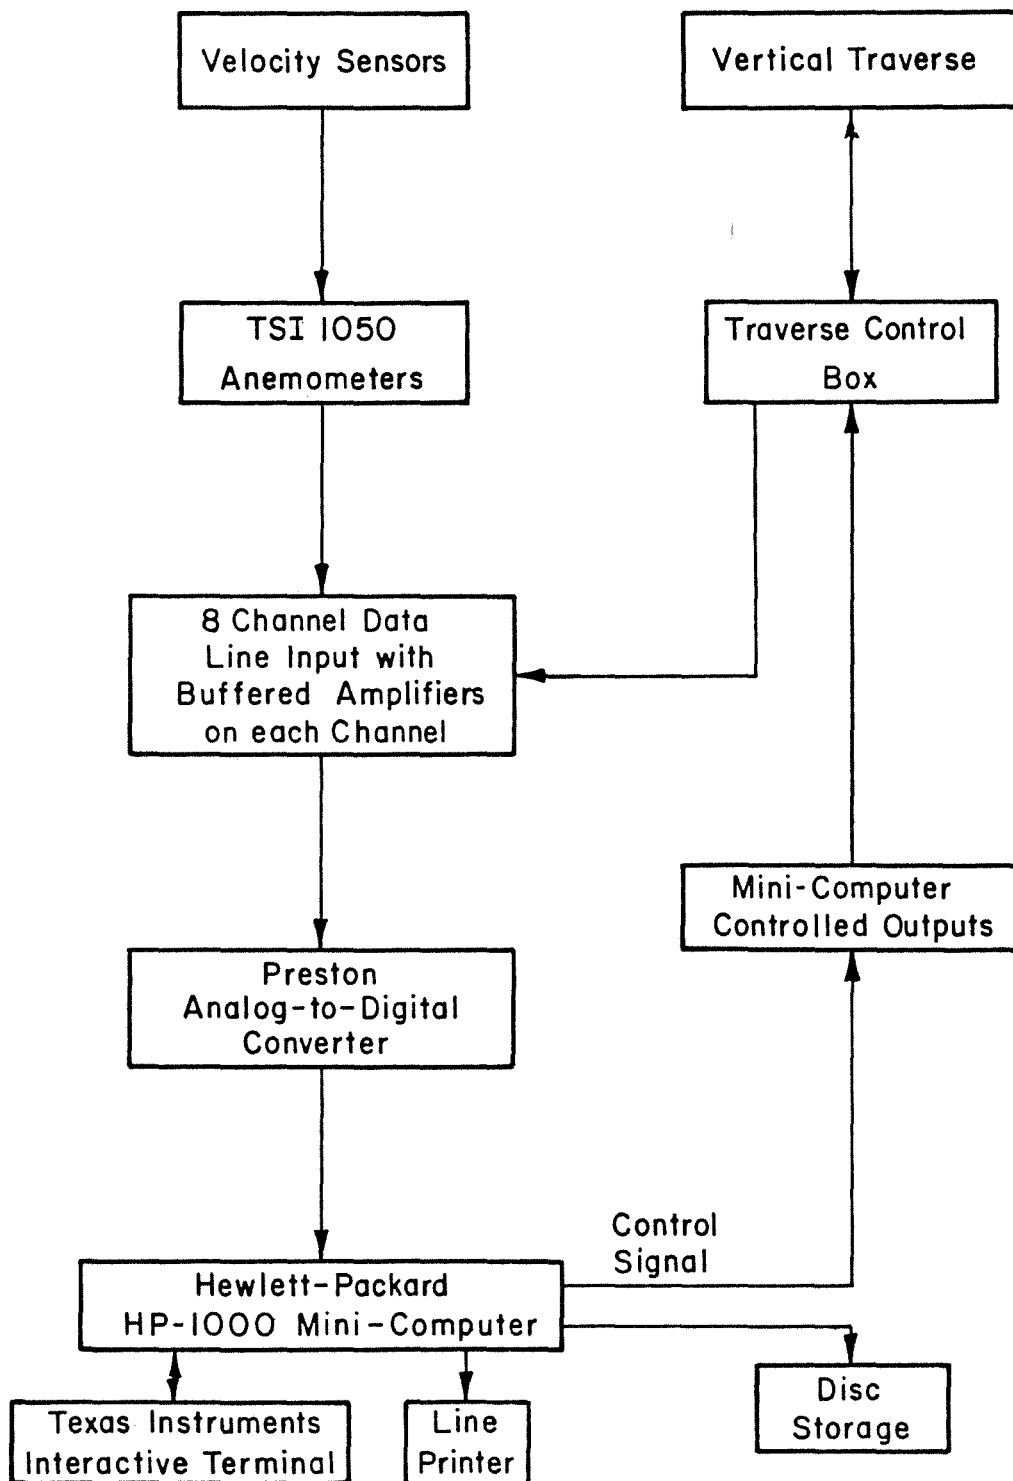 Velocity Sensors
Vertical Traverse
TSI 1050
Anemometers
Traverse Control
Box
8 Channel Data
Line Input with
Buffered Amplifiers
on each Channel
Mini-Computer
Controlled Outputs
Preston
Analog-to-Digital
Converter
Control
Signal
Hewlett-Packard
HP-1000 Mini-Computer
Disc
Storage
Texas Instruments
Interactive Terminal
Line
Printer